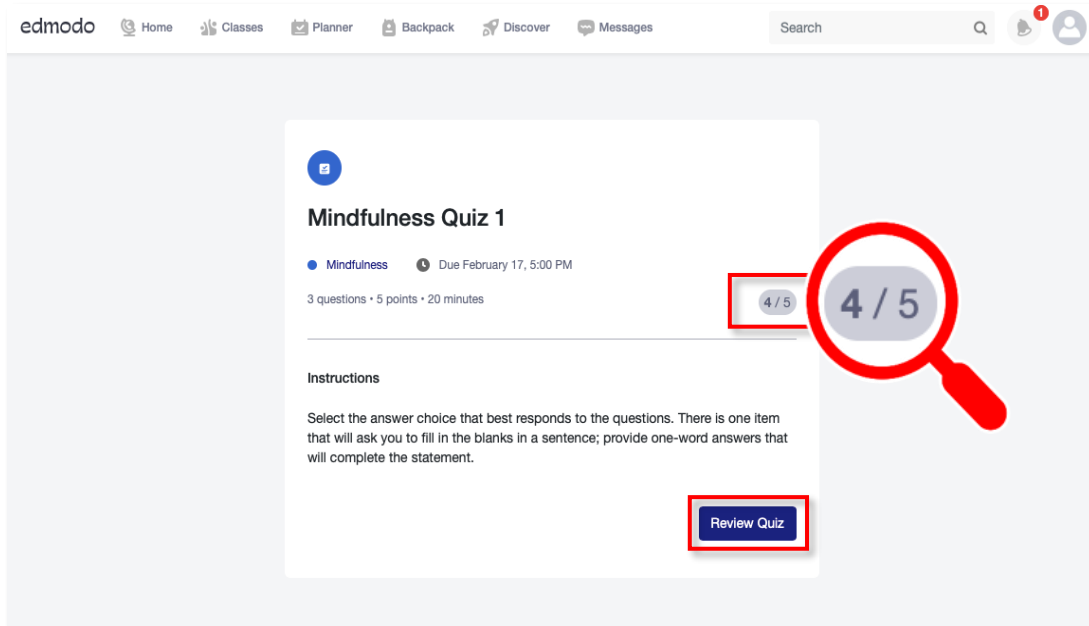 edmodo Home Classes Planner Backpack Discover Messages Search 1
Mindfulness Quiz 1
Mindfulness Due February 17, 5:00 PM
3 questions • 5 points • 20 minutes
4 / 5
4 / 5
Instructions
Select the answer choice that best responds to the questions. There is one item
that will ask you to fill in the blanks in a sentence; provide one-word answers that
will complete the statement.
Review Quiz